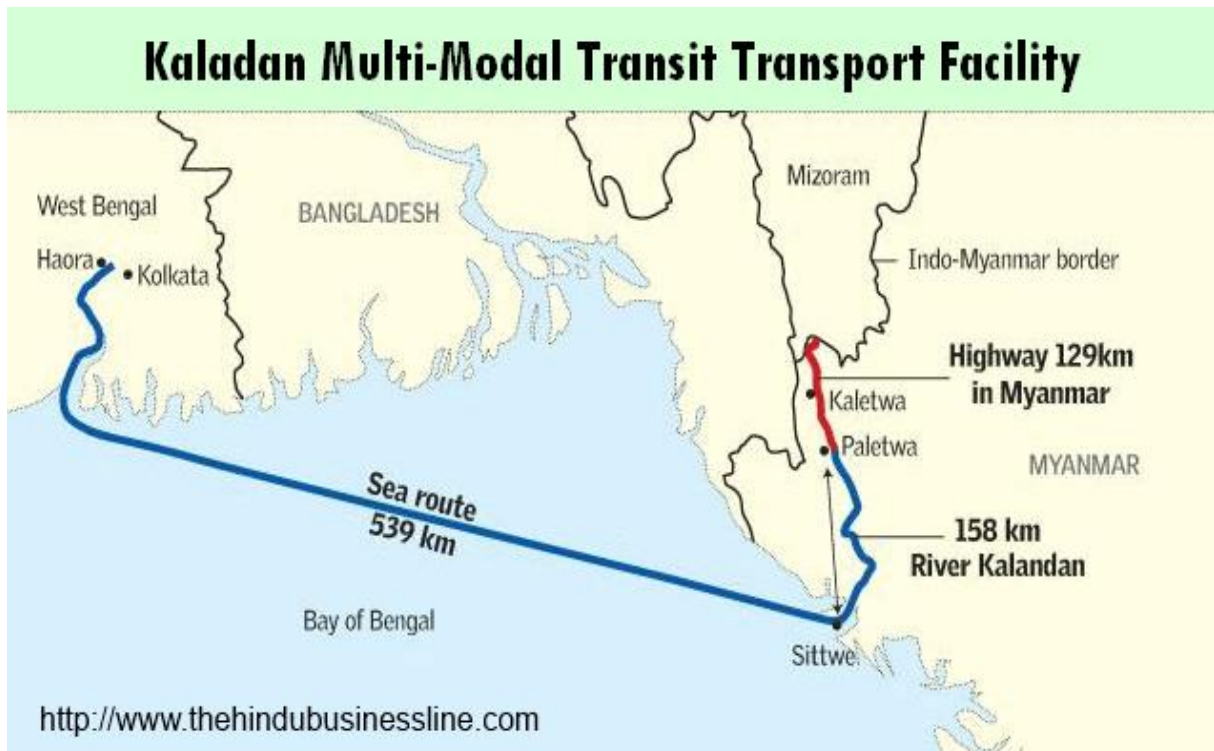 Kaladan Multi-Modal Transit Transport Facility
West Bengal
Haora
Kolkata
BANGLADESH
Mizoram
Indo-Myanmar border
Highway 129km
in Myanmar
Kaletwa
Paletwa
MYANMAR
Sea route
539 km
158 km
River Kalandan
Bay of Bengal
Sittwe
http://www.thehindubusinessline.com